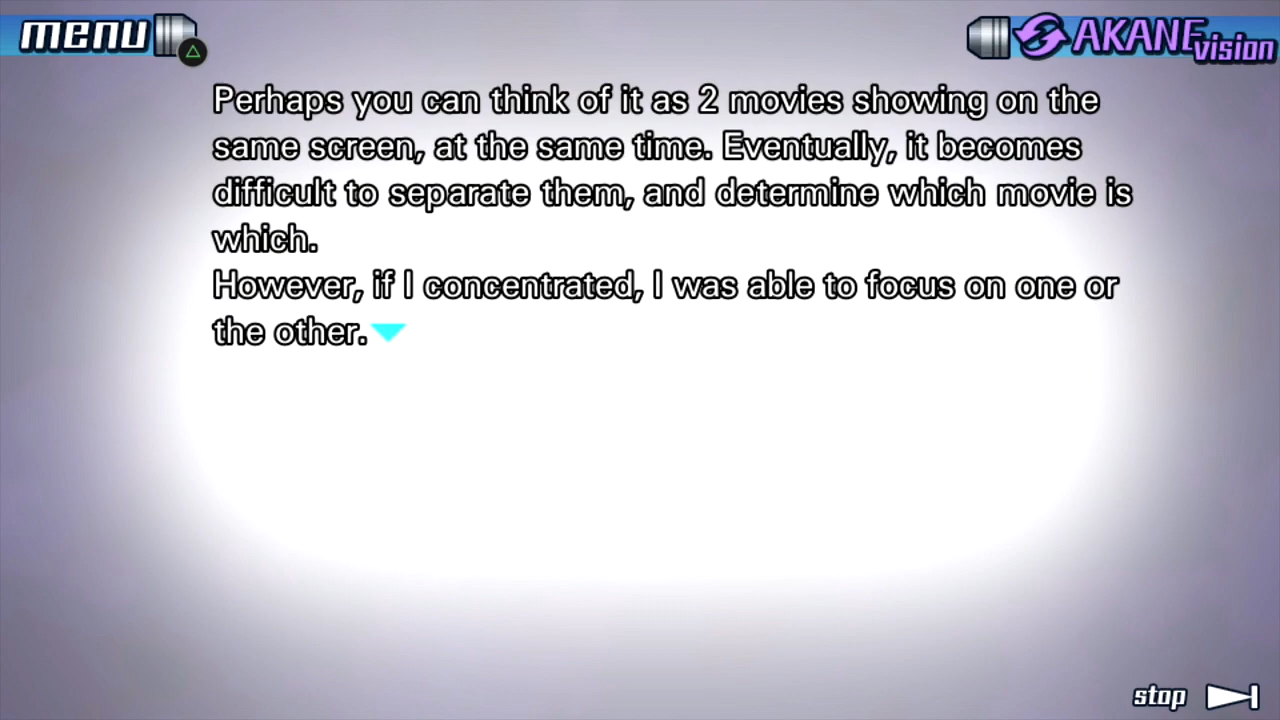 menu
AKANE vision
Perhaps you can think of it as 2 movies showing on the
same screen, at the same time. Eventually, it becomes
difficult to separate them, and determine which movie is
which.
However, if I concentrated, I was able to focus on one or
the other.
stop